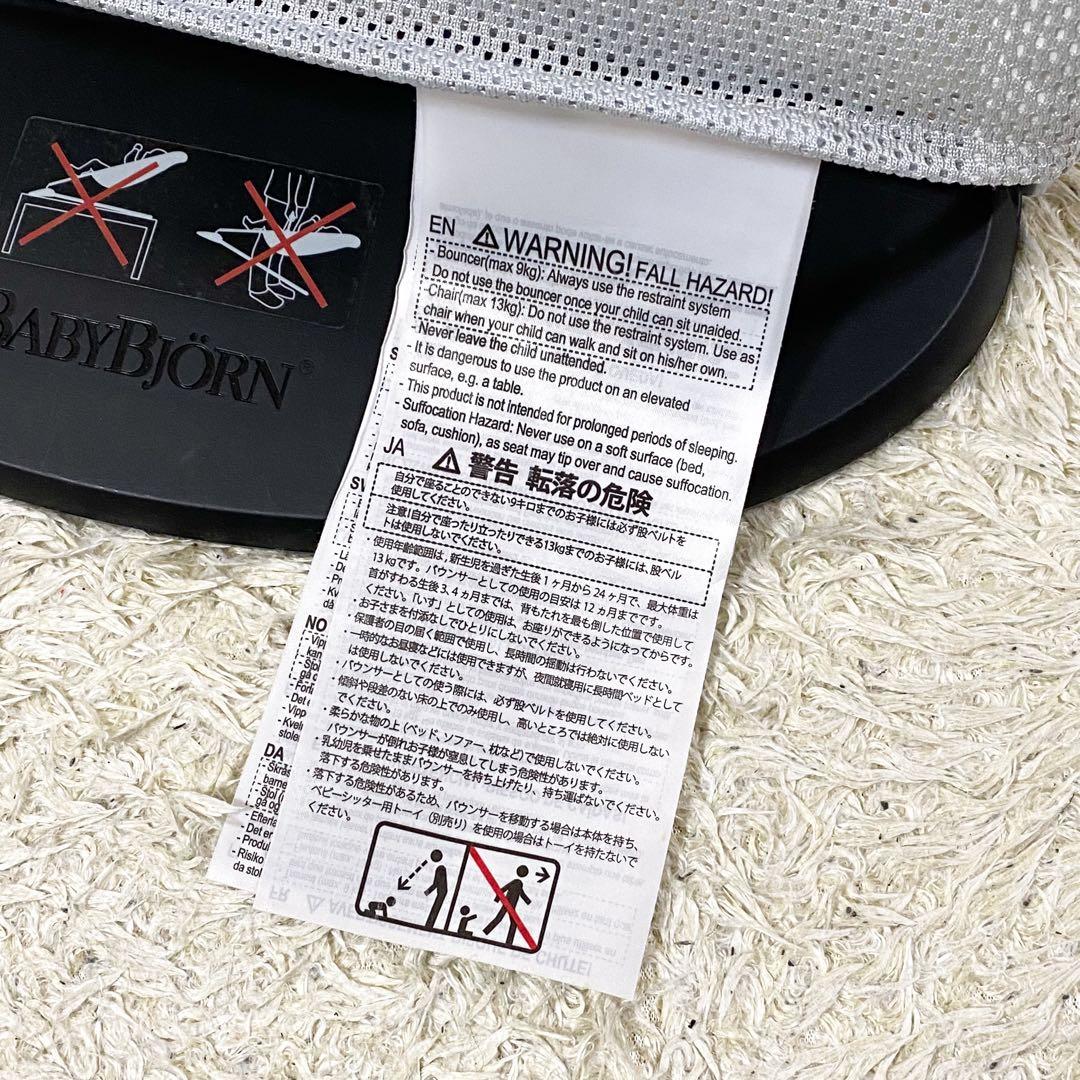 BABYBJÖRN®
EN ⚠WARNING! FALL HAZARD!
- Bouncer(max 9kg): Always use the restraint system
Do not use the bouncer once your child can sit unaided.
-Chair(max 13kg): Do not use the restraint system. Use as
chair when your child can walk and sit on his/her own.
- Never leave the child unattended.
- It is dangerous to use the product on an elevated
surface, e.g. a table.
- This product is not Intended for prolonged periods of sleeping.
- Suffocation Hazard: Never use on a soft surface (bed,
sofa, cushion), as seat may tip over and cause suffocation.
JA ⚠ 警告 転落の危険
自分で座ることのできない9キロまでのお子様には必ず股ベルトを
使用してください。
注意!自分で座ったり立ったりできる13kgまでのお子様には、股ベル
トは使用しないでください。
・使用年齢範囲は、新生児を過ぎた生後1ヶ月から24ヶ月で、最大体重は
13kgです。バウンサーとしての使用の目安は12ヵ月までです。
首がすわる生後3、4ヵ月までは、背もたれを最も倒した位置で使用して
ください。「いす」としての使用は、お座りができるようになってからです。
・お子さまを付添なしでひとりにしないでください。
・保護者の目の届く範囲で使用し、長時間の揺動は行わないでください。
・一時的なお昼寝などには使用できますが、夜間就寝用に長時間ベッドとして
は使用しないでください。
・バウンサーとしての使う際には、必ず股ベルトを使用してください。
・傾斜や段差のない床の上でのみ使用し、高いところでは絶対に使用しない
でください。
・柔らかな物の上(ベッド、ソファー、枕など)で使用しないでください。
バウンサーが倒れお子様が窒息してしまう危険性があります。
・乳幼児を乗せたままバウンサーを持ち上げたり、持ち運ばないでください。
落下する危険性があります。
・落下する危険性があるため、バウンサーを移動する場合は本体を持ち、
ベビーシッター用トーイ(別売り)を使用の場合はトーイを持たないで
ください。
NO
- Vipp
DA
- Skrås
barne
- Stol (
gå og
- Efterla
- Det er
- Produl
- Risiko
da stol